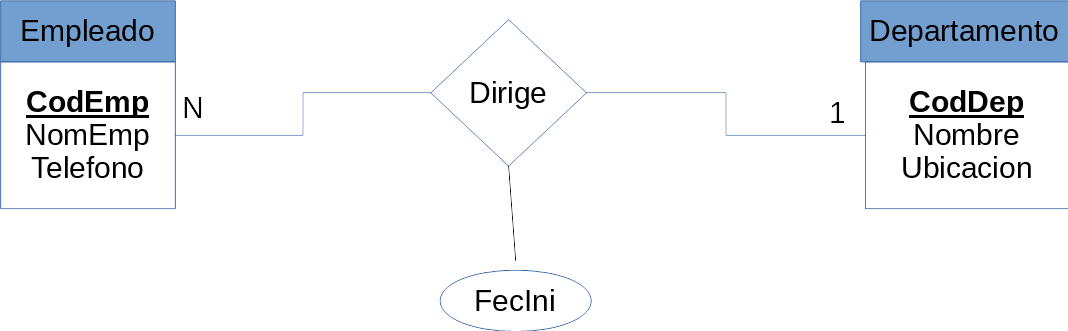 Empleado
CodEmp
NomEmp
Telefono
N
Dirige
FecIni
1
Departamento
CodDep
Nombre
Ubicacion